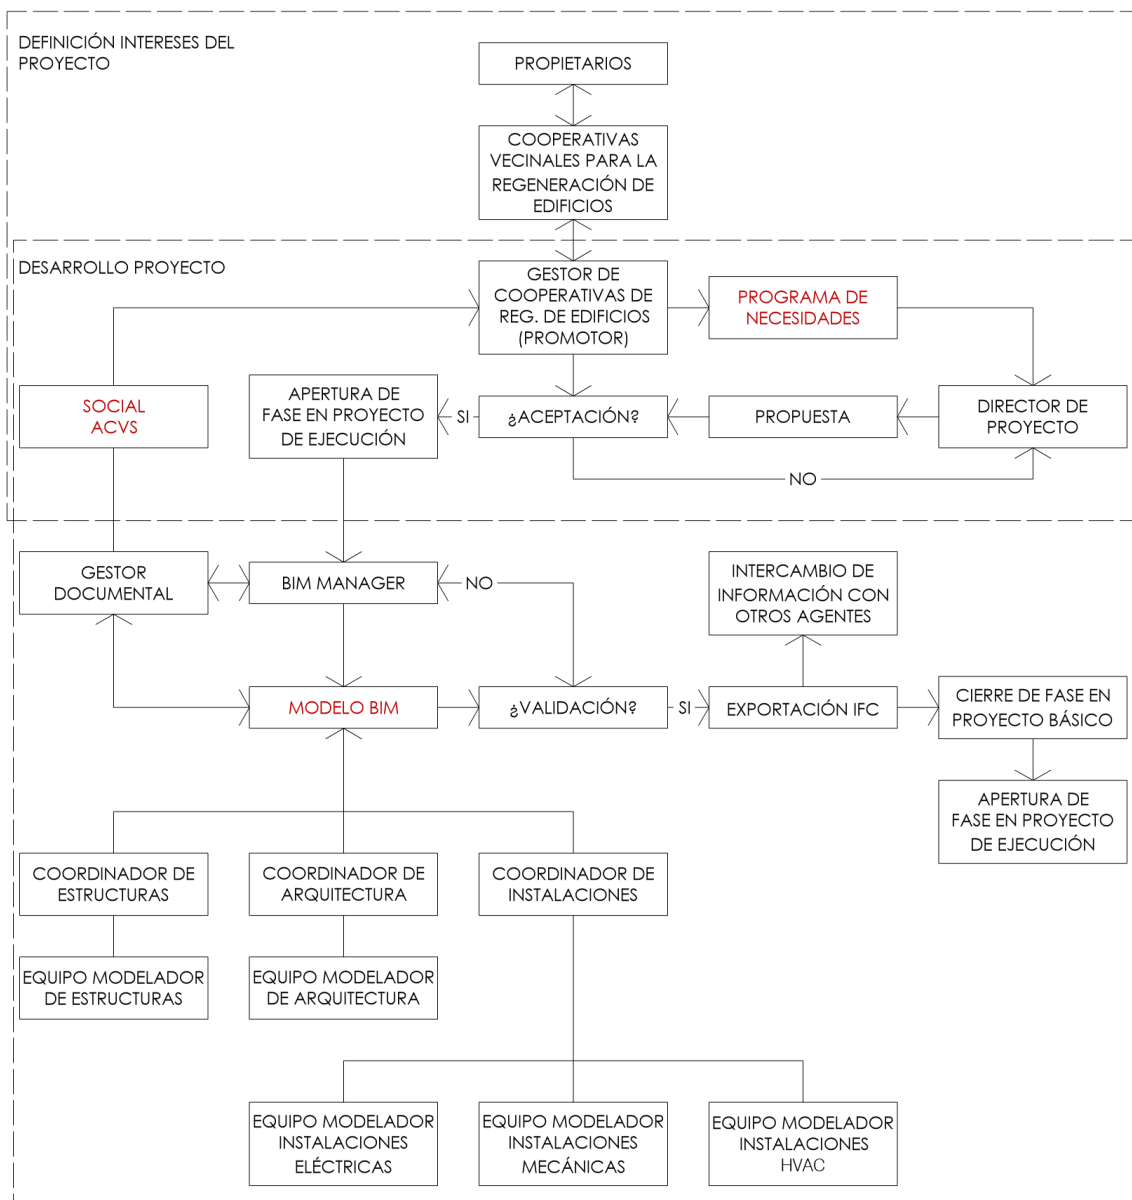 DEFINICIÓN INTERESES DEL
PROYECTO
PROPIETARIOS
COOPERATIVAS
VECINALES PARA LA
REGENERACIÓN DE
EDIFICIOS
DESARROLLO PROYECTO
GESTOR DE
COOPERATIVAS DE
REG. DE EDIFICIOS
(PROMOTOR)
PROGRAMA DE
NECESIDADES
SOCIAL
ACVS
APERTURA DE
FASE EN PROYECTO
DE EJECUCIÓN
SI
¿ACEPTACIÓN?
PROPUESTA
DIRECTOR DE
PROYECTO
NO
GESTOR
DOCUMENTAL
BIM MANAGER
NO
INTERCAMBIO DE
INFORMACIÓN CON
OTROS AGENTES
MODELO BIM
¿VALIDACIÓN?
SI
EXPORTACIÓN IFC
CIERRE DE FASE EN
PROYECTO BÁSICO
APERTURA DE
FASE EN PROYECTO
DE EJECUCIÓN
COORDINADOR DE
ESTRUCTURAS
COORDINADOR DE
ARQUITECTURA
COORDINADOR DE
INSTALACIONES
EQUIPO MODELADOR
DE ESTRUCTURAS
EQUIPO MODELADOR
DE ARQUITECTURA
EQUIPO MODELADOR
INSTALACIONES
ELÉCTRICAS
EQUIPO MODELADOR
INSTALACIONES
MECÁNICAS
EQUIPO MODELADOR
INSTALACIONES
HVAC